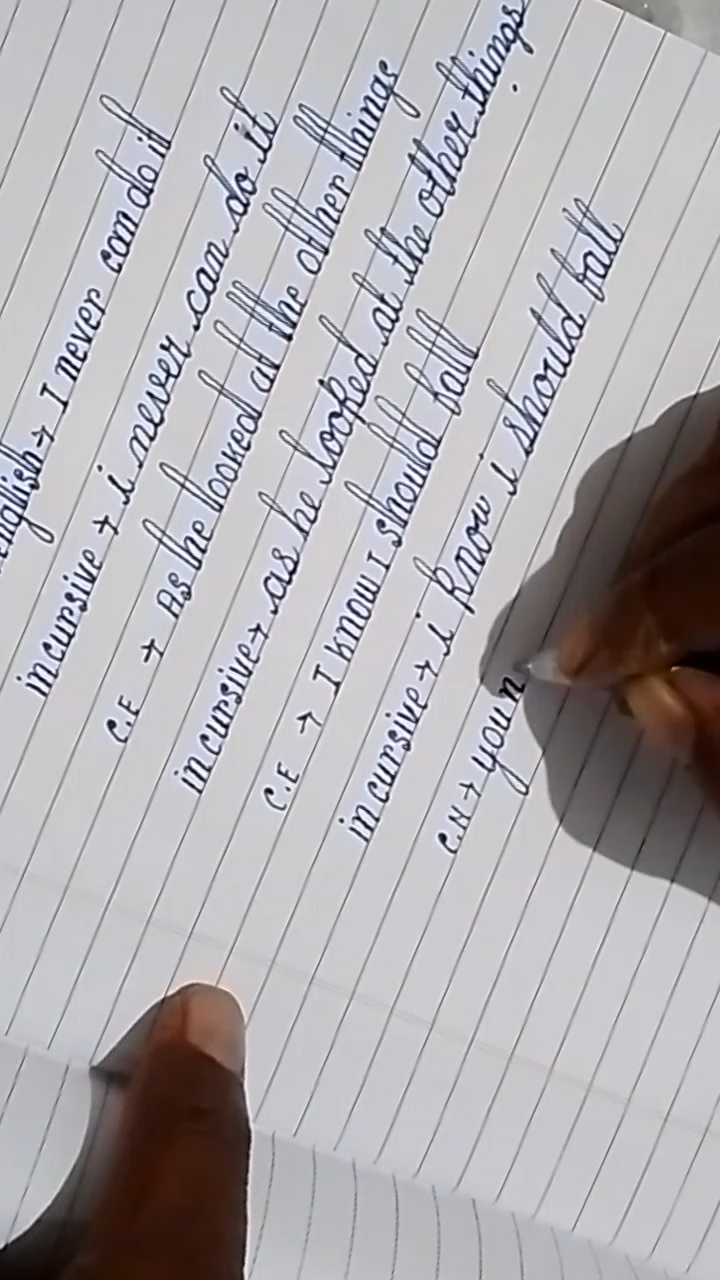 english → I never can do it
in cursive → i never can do it
C.E → As he looked at the other things
in cursive → as he looked at the other things.
C.E → I know I should fall
in cursive → i know i should fall
C.N → you n